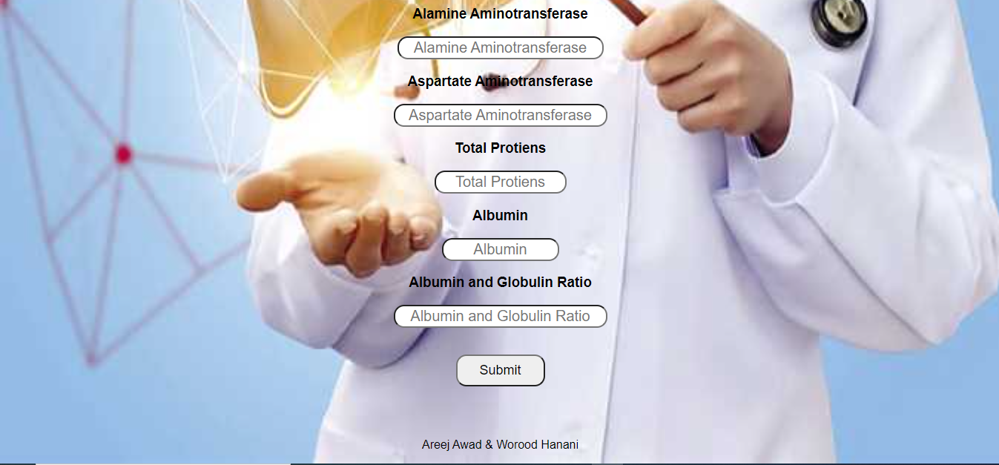 Alamine Aminotransferase
Alamine Aminotransferase
Aspartate Aminotransferase
Aspartate Aminotransferase
Total Protiens
Total Protiens
Albumin
Albumin
Albumin and Globulin Ratio
Albumin and Globulin Ratio
Submit
Areej Awad & Worood Hanani